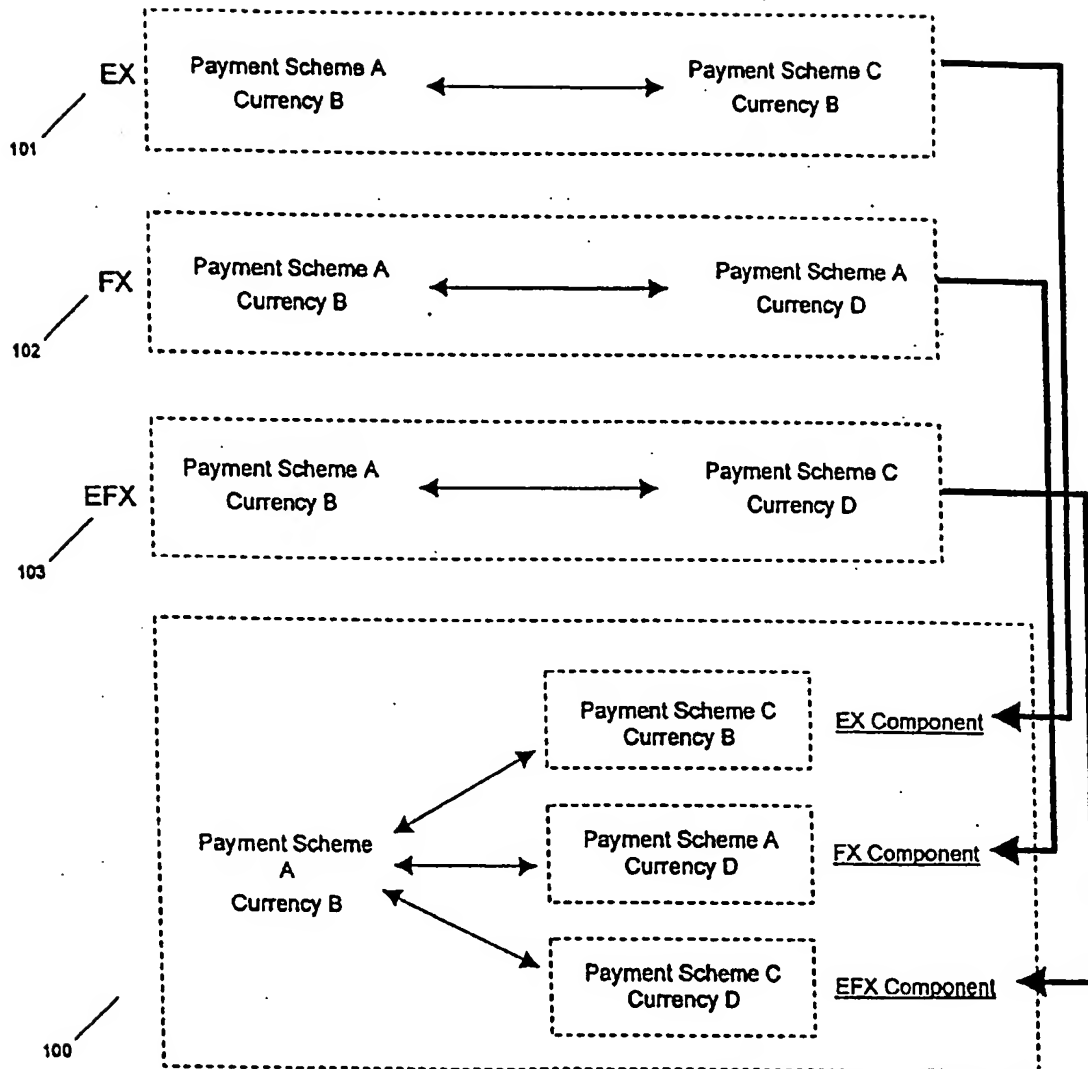 EX
Payment Scheme A
Currency B
Payment Scheme C
Currency B
101
FX
Payment Scheme A
Currency B
Payment Scheme A
Currency D
102
EFX
Payment Scheme A
Currency B
Payment Scheme C
Currency D
103
Payment Scheme C
Currency B
EX Component
Payment Scheme
A
Currency B
Payment Scheme A
Currency D
FX Component
Payment Scheme C
Currency D
EFX Component
100